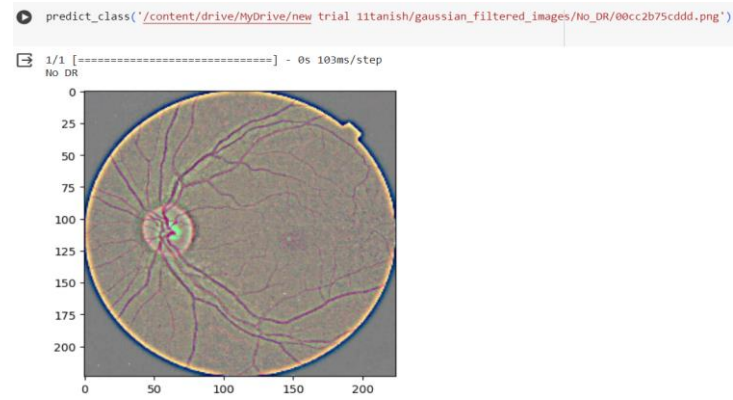 predict_class('/content/drive/MyDrive/new trial 11tanish/gaussian_filtered_images/No_DR/00cc2b75cddd.png')
1/1 [==============================] - 0s 103ms/step
No DR
0
25
50
75
100
125
150
175
200
0 50 100 150 200